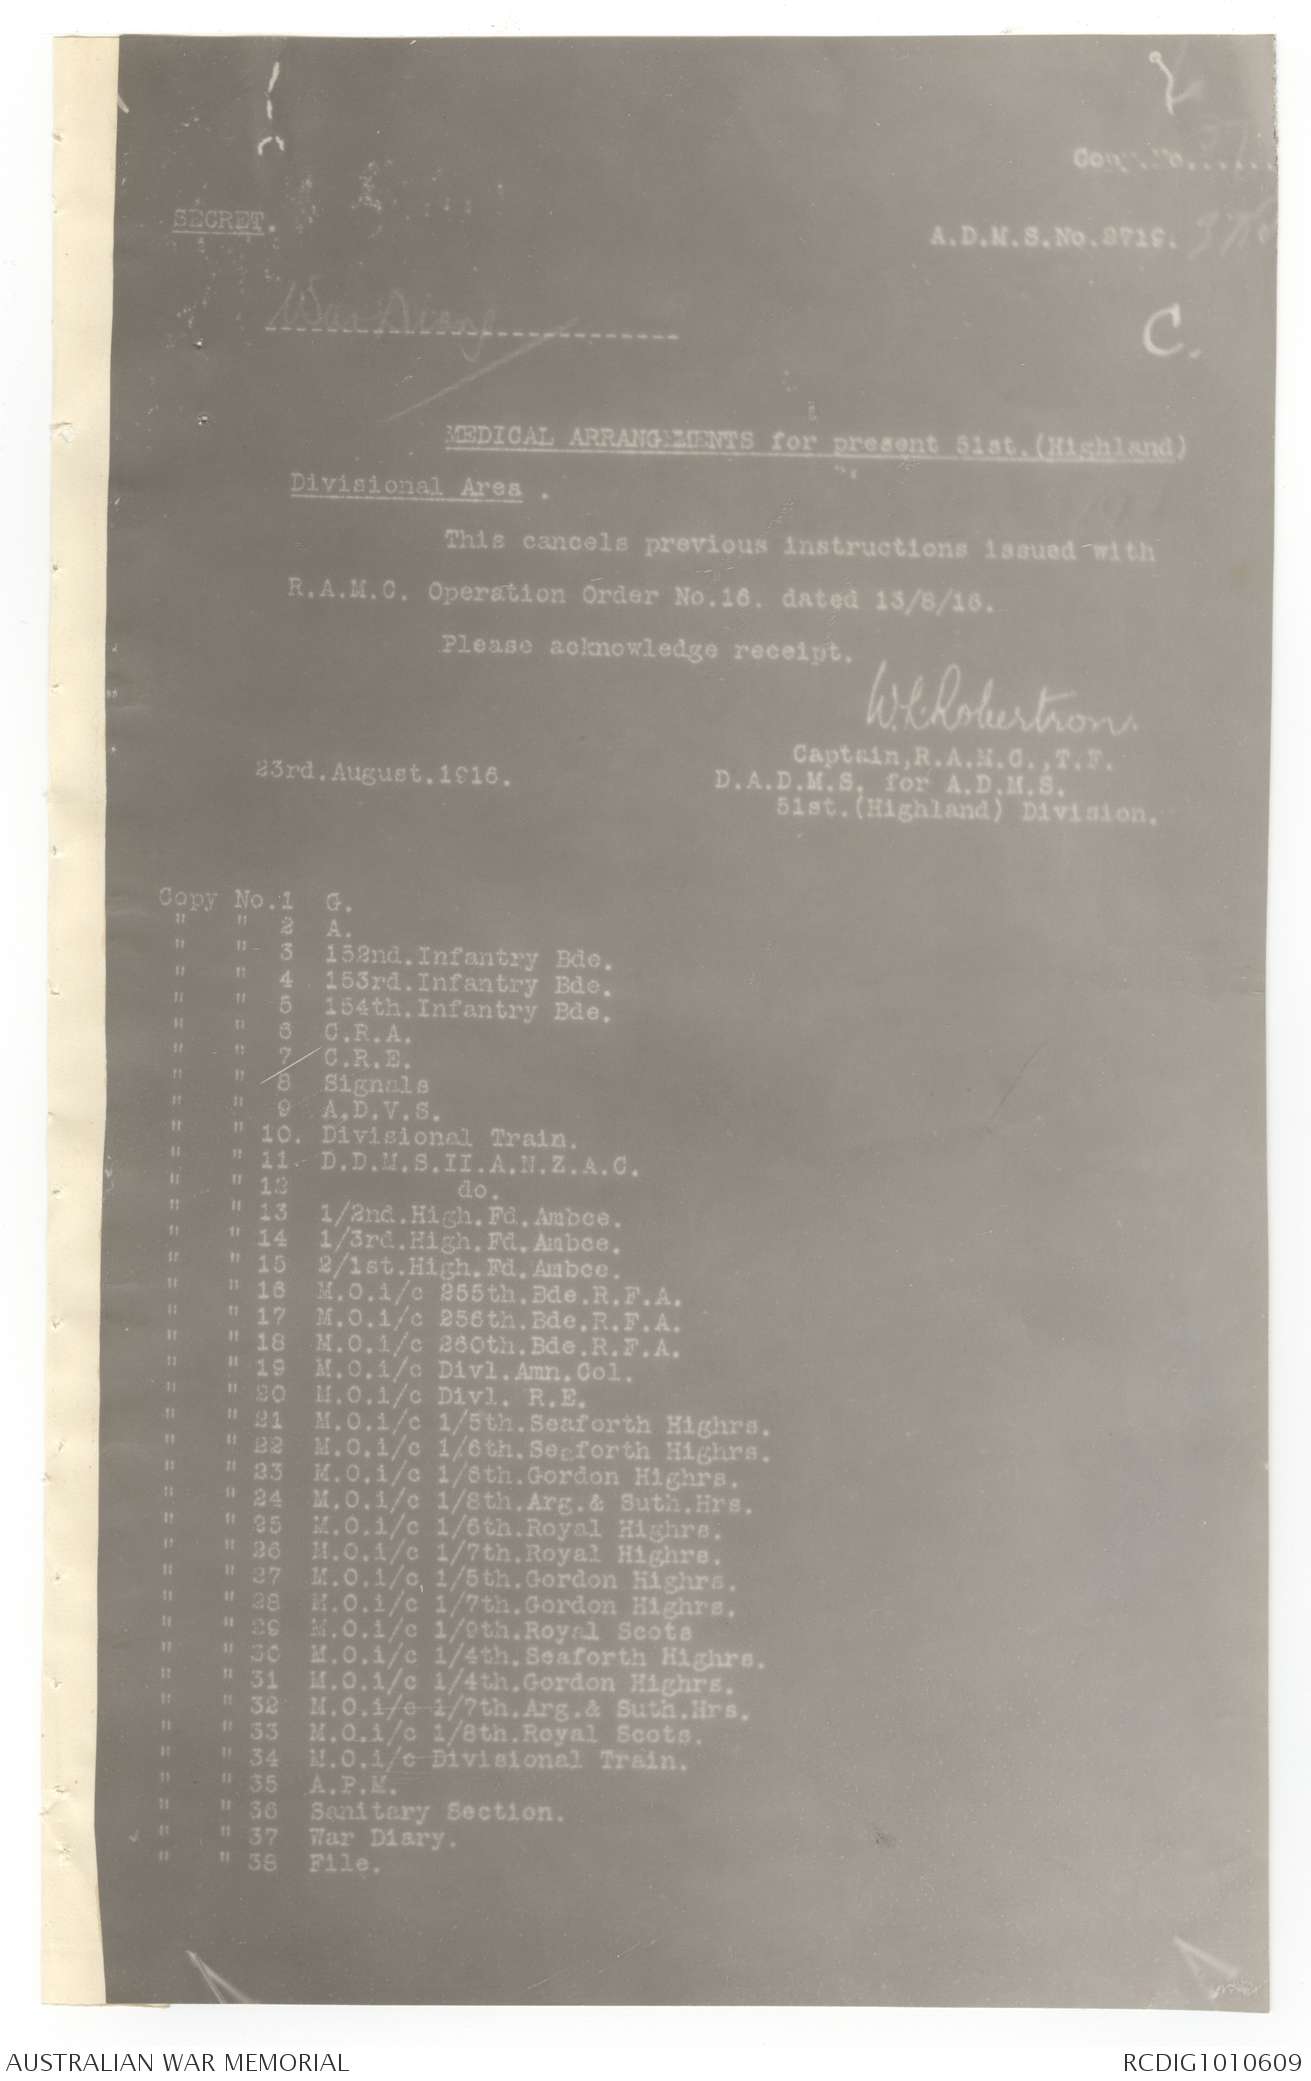 Copy.No. 37
SECRET.
A.D.M.S.No.8719.
War Diary
C.
MEDICAL ARRANGEMENTS for present 51st.(Highland)
Divisional Area .
This cancels previous instructions issued with
R.A.M.C. Operation Order No.16. dated 13/8/16.
Please acknowledge receipt.
W.L.Robertson.
Captain,R.A.M.C.,T.F.
23rd.August.1916.
D.A.D.M.S. for A.D.M.S.
51st.(Highland) Division.
Copy No.1 G.
" " 2 A.
" " 3 152nd.Infantry Bde.
" " 4 153rd.Infantry Bde.
" " 5 154th.Infantry Bde.
" " 6 C.R.A.
" " 7 C.R.E.
" " 8 Signals
" " 9 A.D.V.S.
" " 10. Divisional Train.
" " 11 D.D.M.S.II.A.N.Z.A.C.
" " 12 do.
" " 13 1/2nd.High.Fd.Ambce.
" " 14 1/3rd.High.Fd.Ambce.
" " 15 2/1st.High.Fd.Ambce.
" " 16 M.O.i/c 255th.Bde.R.F.A.
" " 17 M.O.i/c 256th.Bde.R.F.A.
" " 18 M.O.i/c 260th.Bde.R.F.A.
" " 19 M.O.i/c Divl.Amn.Col.
" " 20 M.O.i/c Divl. R.E.
" " 21 M.O.i/c 1/5th.Seaforth Highrs.
" " 22 M.O.i/c 1/6th.Seaforth Highrs.
" " 23 M.O.i/c 1/6th.Gordon Highrs.
" " 24 M.O.i/c 1/8th.Arg.& Suth.Hrs.
" " 25 M.O.i/c 1/6th.Royal Highrs.
" " 26 M.O.i/c 1/7th.Royal Highrs.
" " 27 M.O.i/c 1/5th.Gordon Highrs.
" " 28 M.O.i/c 1/7th.Gordon Highrs.
" " 29 M.O.i/c 1/9th.Royal Scots
" " 30 M.O.i/c 1/4th.Seaforth Highrs.
" " 31 M.O.i/c 1/4th.Gordon Highrs.
" " 32 M.O.i/c 1/7th.Arg.& Suth.Hrs.
" " 33 M.O.i/c 1/8th.Royal Scots.
" " 34 M.O.i/c Divisional Train.
" " 35 A.P.M.
" " 36 Sanitary Section.
" " 37 War Diary.
" " 38 File.
AUSTRALIAN WAR MEMORIAL
RCDIG1010609